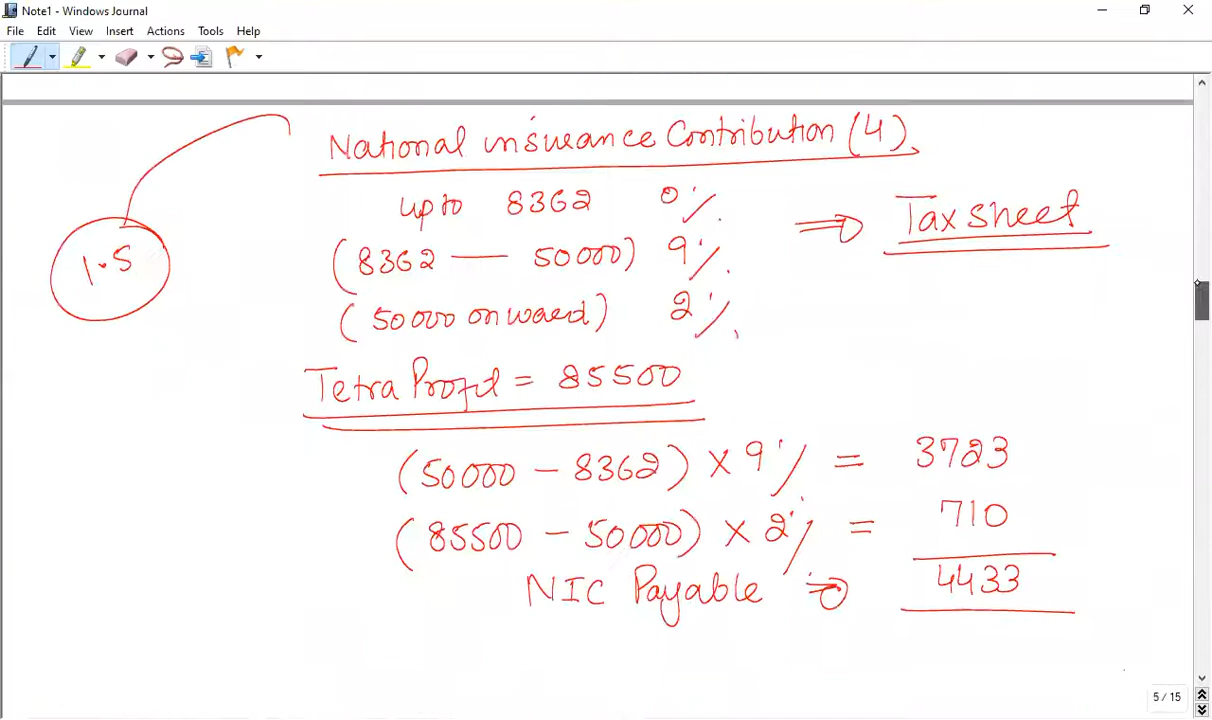 Note1 - Windows Journal
File Edit View Insert Actions Tools Help
National insurance Contribution (4)
upto 8362 0%
(8362 — 50000) 9%
(50000 onward) 2%
⇒ Taxsheet
1.5
Tetra Profit = 85500
(50000 - 8362) × 9% = 3723
(85500 - 50000) × 2% = 710
NIC Payable ⇒ 4433
5 / 15